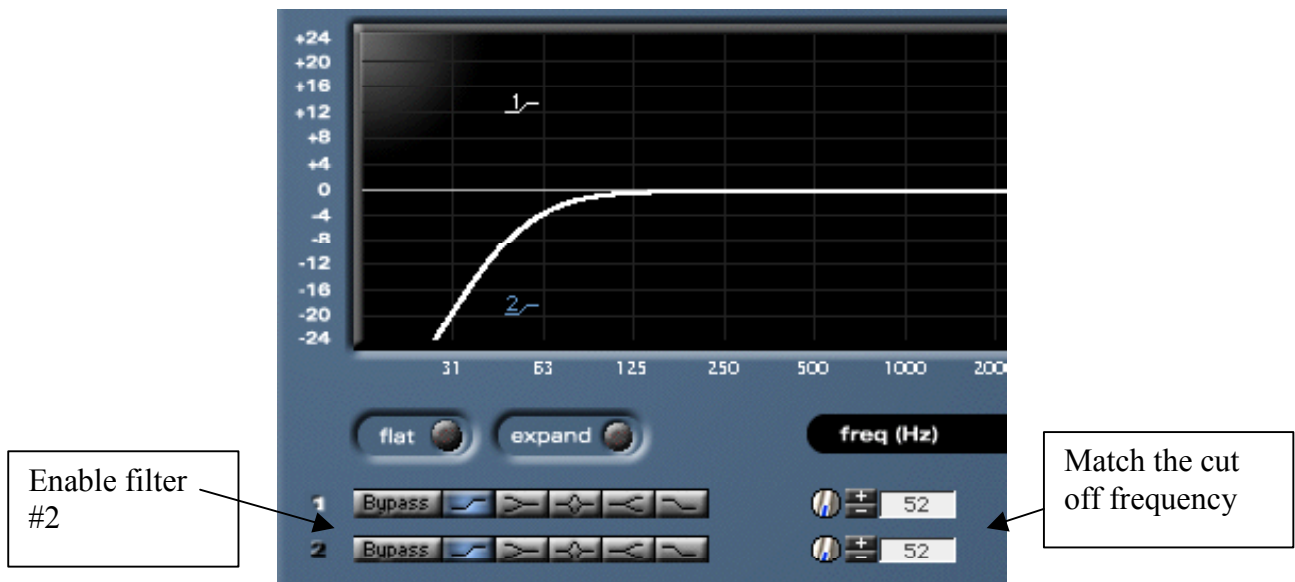 +24
+20
+16
+12
+8
+4
0
-4
-8
-12
-16
-20
-24
1
2
31 63 125 250 500 1000 200
flat expand freq (Hz)
Enable filter
#2
Match the cut
off frequency
1 Bypass + - 52
2 Bypass + - 52